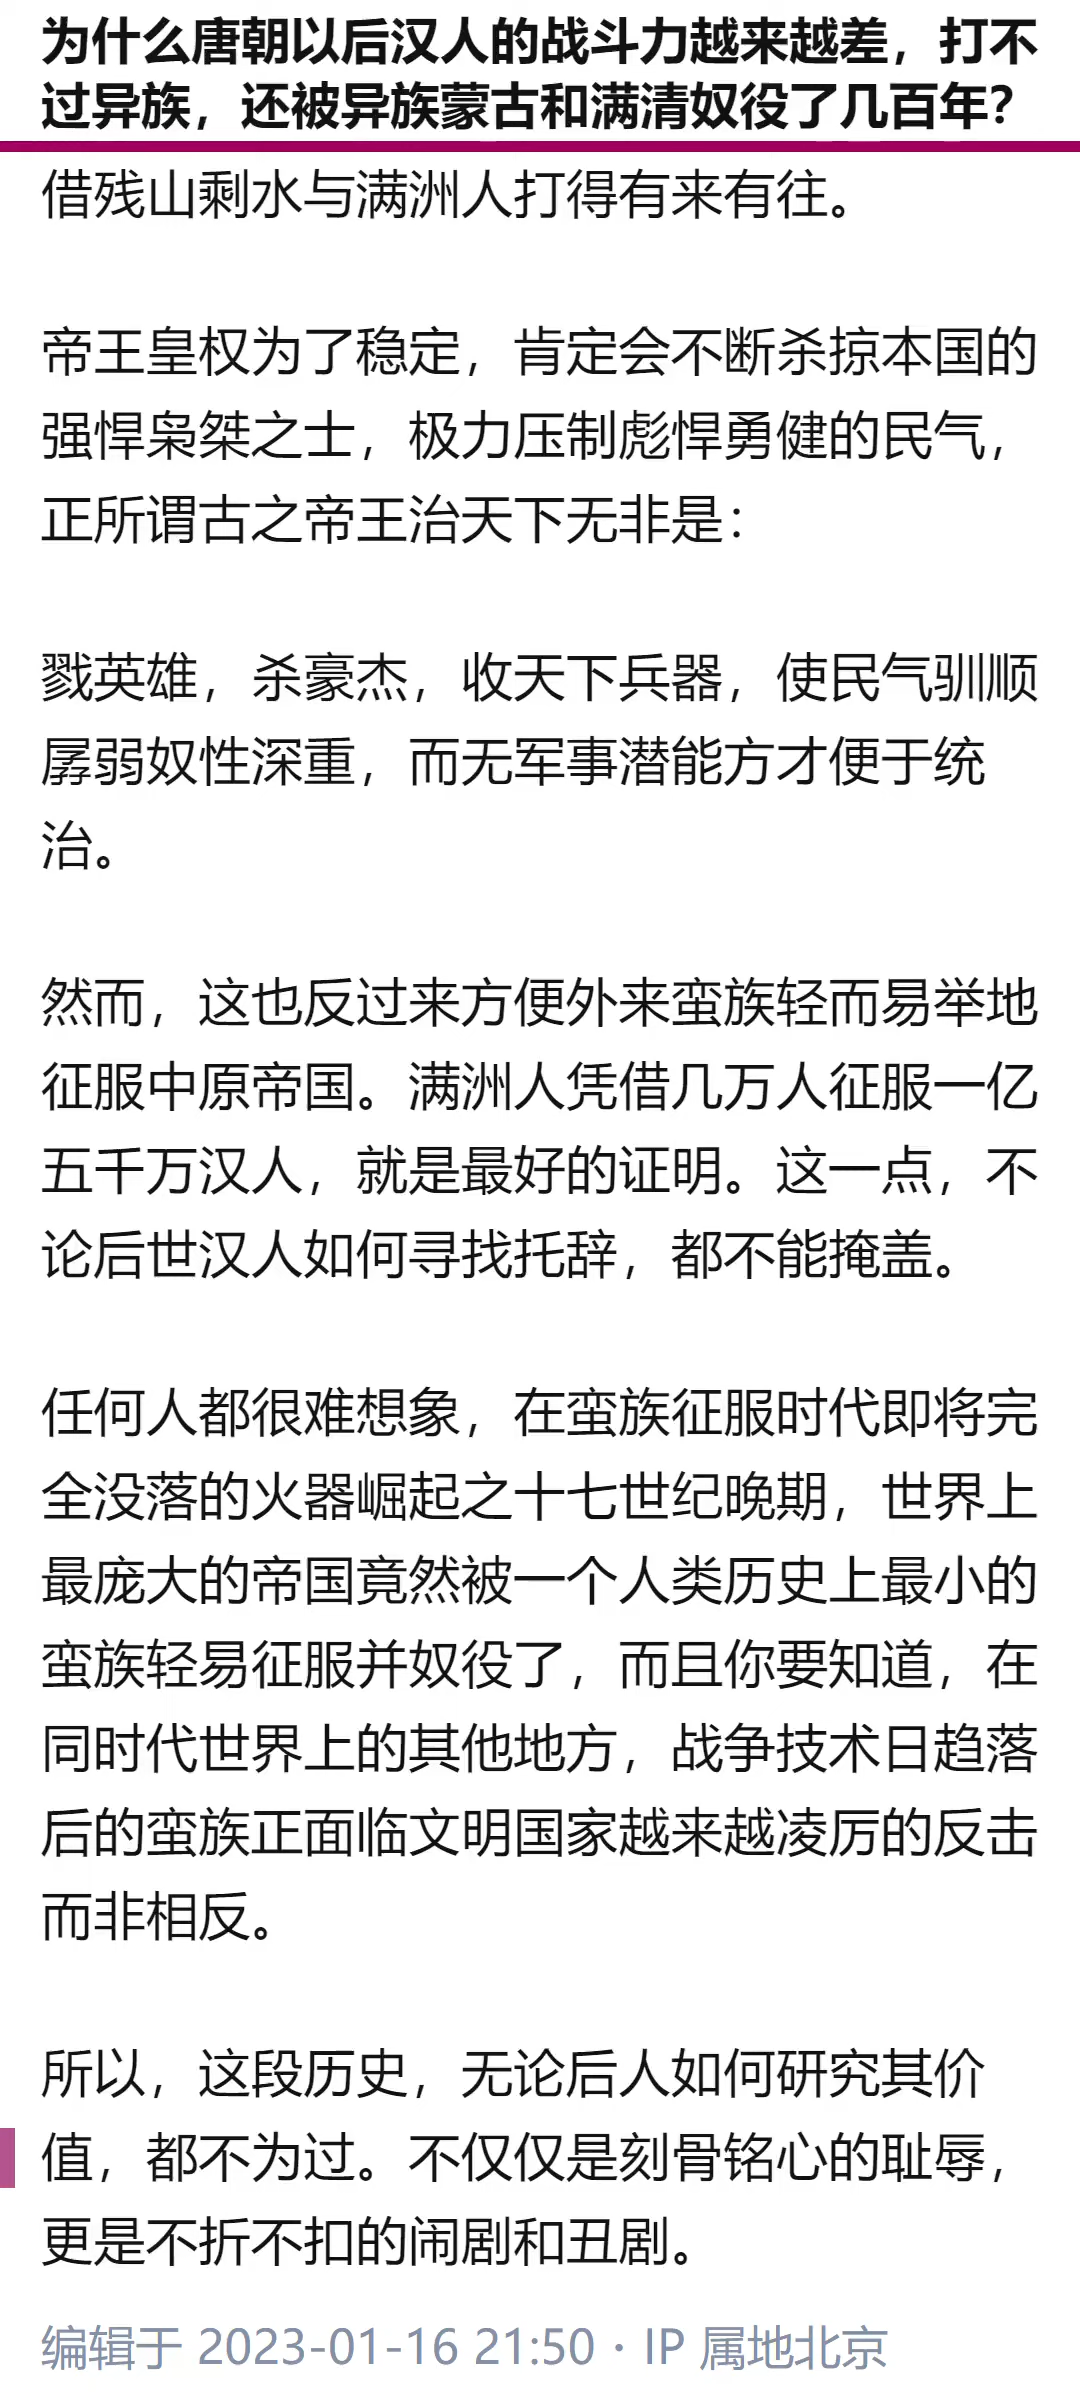 为什么唐朝以后汉人的战斗力越来越差，打不
过异族，还被异族蒙古和满清奴役了几百年？
借残山剩水与满洲人打得有来有往。
帝王皇权为了稳定，肯定会不断杀掠本国的
强悍枭桀之士，极力压制彪悍勇健的民气，
正所谓古之帝王治天下无非是：
戮英雄，杀豪杰，收天下兵器，使民气驯顺
孱弱奴性深重，而无军事潜能方才便于统
治。
然而，这也反过来方便外来蛮族轻而易举地
征服中原帝国。满洲人凭借几万人征服一亿
五千万汉人，就是最好的证明。这一点，不
论后世汉人如何寻找托辞，都不能掩盖。
任何人都很难想象，在蛮族征服时代即将完
全没落的火器崛起之十七世纪晚期，世界上
最庞大的帝国竟然被一个人类历史上最小的
蛮族轻易征服并奴役了，而且你要知道，在
同时代世界上的其他地方，战争技术日趋落
后的蛮族正面临文明国家越来越凌厉的反击
而非相反。
所以，这段历史，无论后人如何研究其价
值，都不为过。不仅仅是刻骨铭心的耻辱，
更是不折不扣的闹剧和丑剧。
编辑于 2023-01-16 21:50 · IP 属地北京